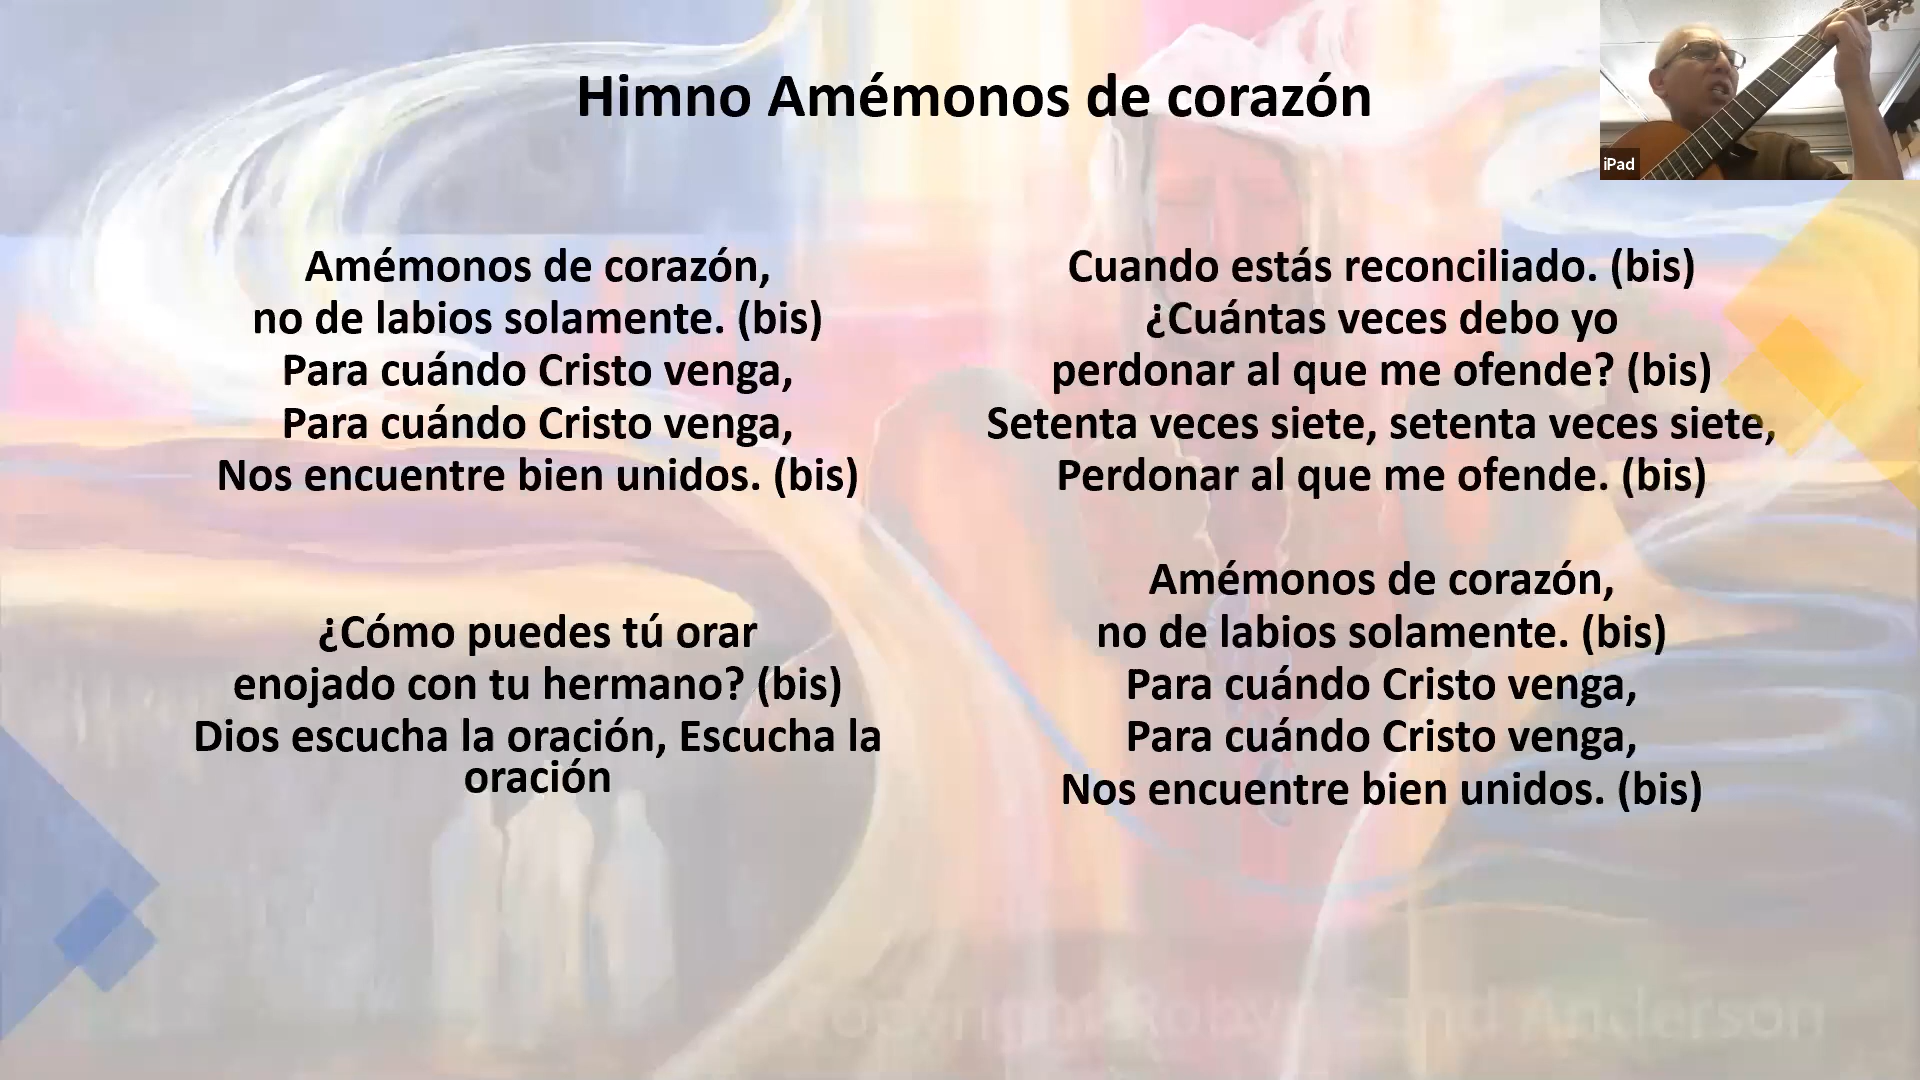 Himno Amémonos de corazón
iPad
Amémonos de corazón,
no de labios solamente. (bis)
Para cuándo Cristo venga,
Para cuándo Cristo venga,
Nos encuentre bien unidos. (bis)
¿Cómo puedes tú orar
enojado con tu hermano? (bis)
Dios escucha la oración, Escucha la
oración
Cuando estás reconciliado. (bis)
¿Cuántas veces debo yo
perdonar al que me ofende? (bis)
Setenta veces siete, setenta veces siete,
Perdonar al que me ofende. (bis)
Amémonos de corazón,
no de labios solamente. (bis)
Para cuándo Cristo venga,
Para cuándo Cristo venga,
Nos encuentre bien unidos. (bis)
Copyright Anderson